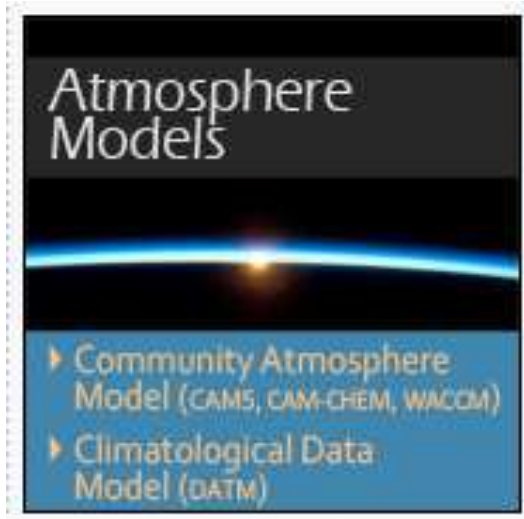 Atmosphere
Models
Community Atmosphere
Model (CAM5, CAM-CHEM, WACCM)
Climatological Data
Model (DATM)